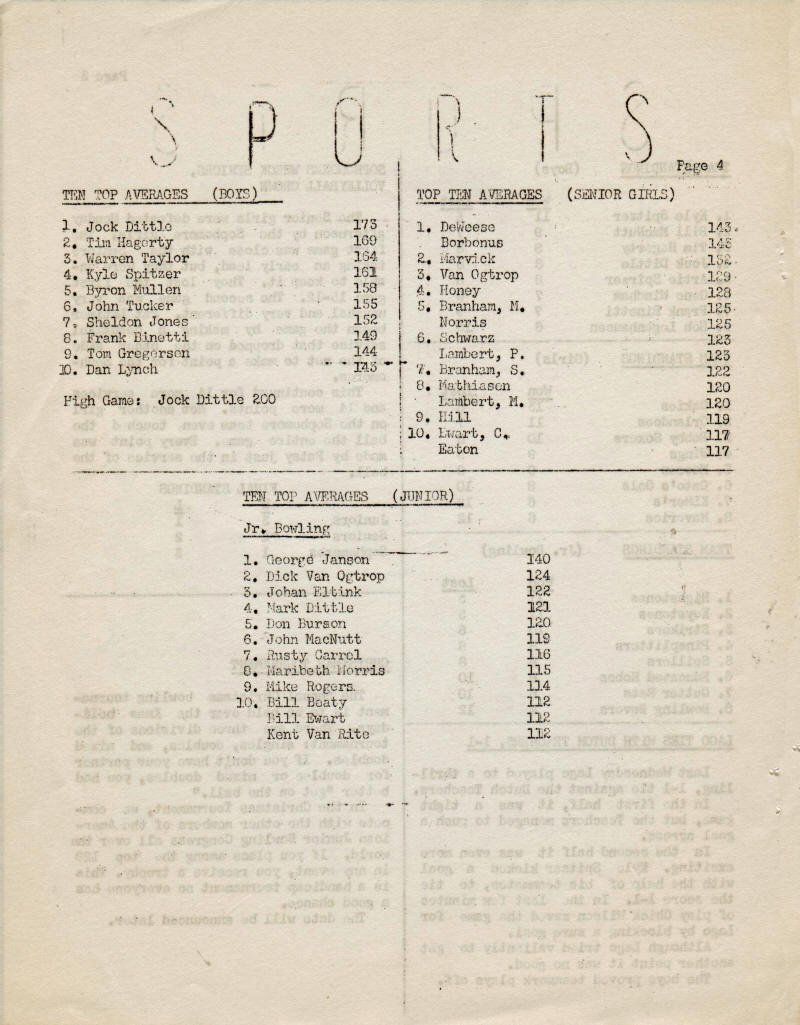 SPORTS
Page 4
TEN TOP AVERAGES (BOYS)
1. Jock Dittle 173
2. Tim Hagerty 169
3. Warren Taylor 164
4. Kyle Spitzer 161
5. Byron Mullen 158
6. John Tucker 155
7. Sheldon Jones 152
8. Frank Binetti 149
9. Tom Gregerson 144
10. Dan Lynch 143
High Game: Jock Dittle 200
TOP TEN AVERAGES (SENIOR GIRLS)
1. DeWeese 143
Borbonus 143
2. Marvick 132
3. Van Ogtrop 129
4. Honey 128
5. Branham, M. 125
Norris 125
6. Schwarz 123
Lambert, P. 123
7. Branham, S. 122
8. Mathiasen 120
Lambert, M. 120
9. Hill 119
10. Ewart, C. 117
Eaton 117
TEN TOP AVERAGES (JUNIOR)
Jr. Bowling
1. George Janson 140
2. Dick Van Ogtrop 124
3. Johan Eltink 122
4. Mark Dittle 121
5. Don Burson 120
6. John MacNutt 119
7. Rusty Carrol 116
8. Maribeth Norris 115
9. Mike Rogers. 114
10. Bill Beaty 112
Bill Ewart 112
Kent Van Rite 112